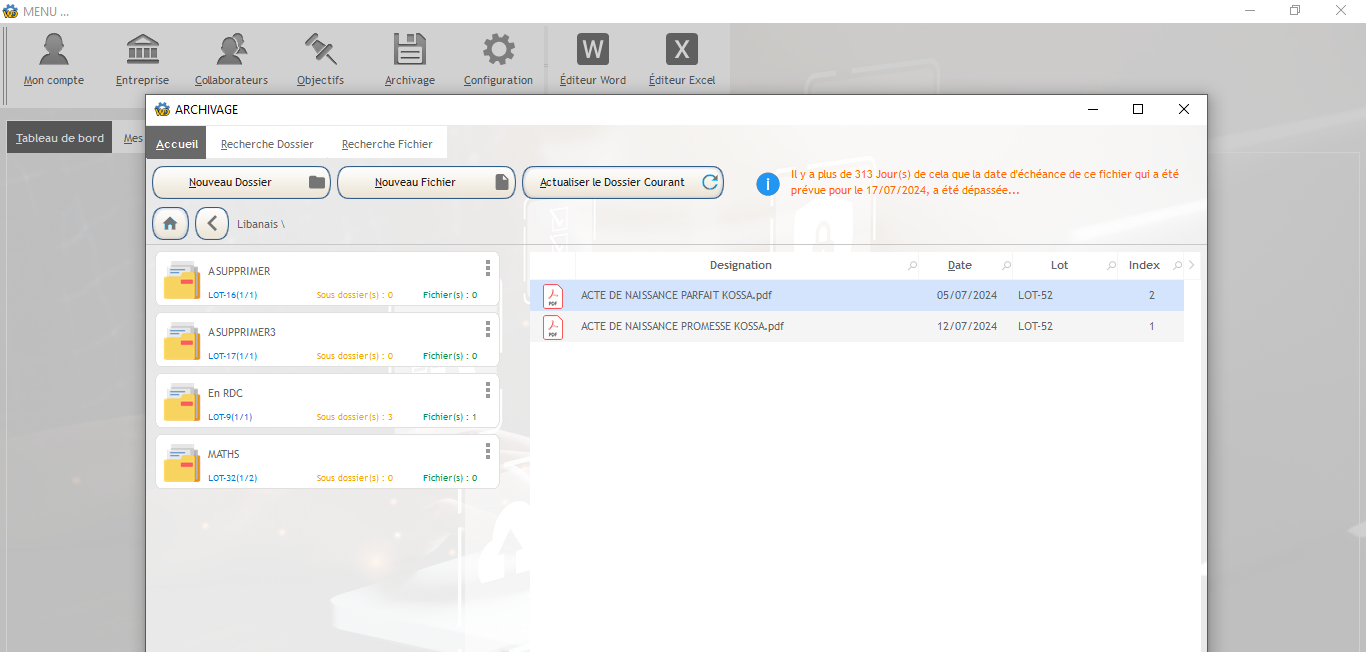 MENU ...
Mon compte
Entreprise
Collaborateurs
Objectifs
Archivage
Configuration
W
Éditeur Word
X
Éditeur Excel
ARCHIVAGE
Tableau de bord
Mes
Accueil
Recherche Dossier
Recherche Fichier
Nouveau Dossier
Nouveau Fichier
Actualiser le Dossier Courant
Il y a plus de 313 Jour(s) de cela que la date d'échéance de ce fichier qui a été
prévue pour le 17/07/2024, a été dépassée...
Libanais \
ASUPPRIMER
LOT-16(1/1) Sous dossier(s) : 0 Fichier(s) : 0
ASUPPRIMER3
LOT-17(1/1) Sous dossier(s) : 0 Fichier(s) : 0
En RDC
LOT-9(1/1) Sous dossier(s) : 3 Fichier(s) : 1
MATHS
LOT-32(1/2) Sous dossier(s) : 0 Fichier(s) : 0
Designation Date Lot Index
PDF ACTE DE NAISSANCE PARFAIT KOSSA.pdf 05/07/2024 LOT-52 2
PDF ACTE DE NAISSANCE PROMESSE KOSSA.pdf 12/07/2024 LOT-52 1